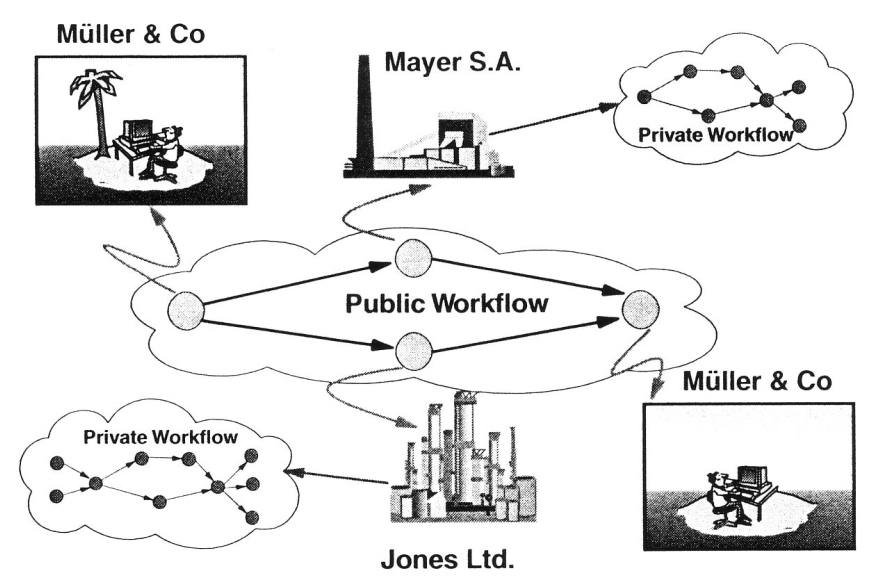 Müller & Co
Mayer S.A.
Private Workflow
Public Workflow
Müller & Co
Private Workflow
Jones Ltd.